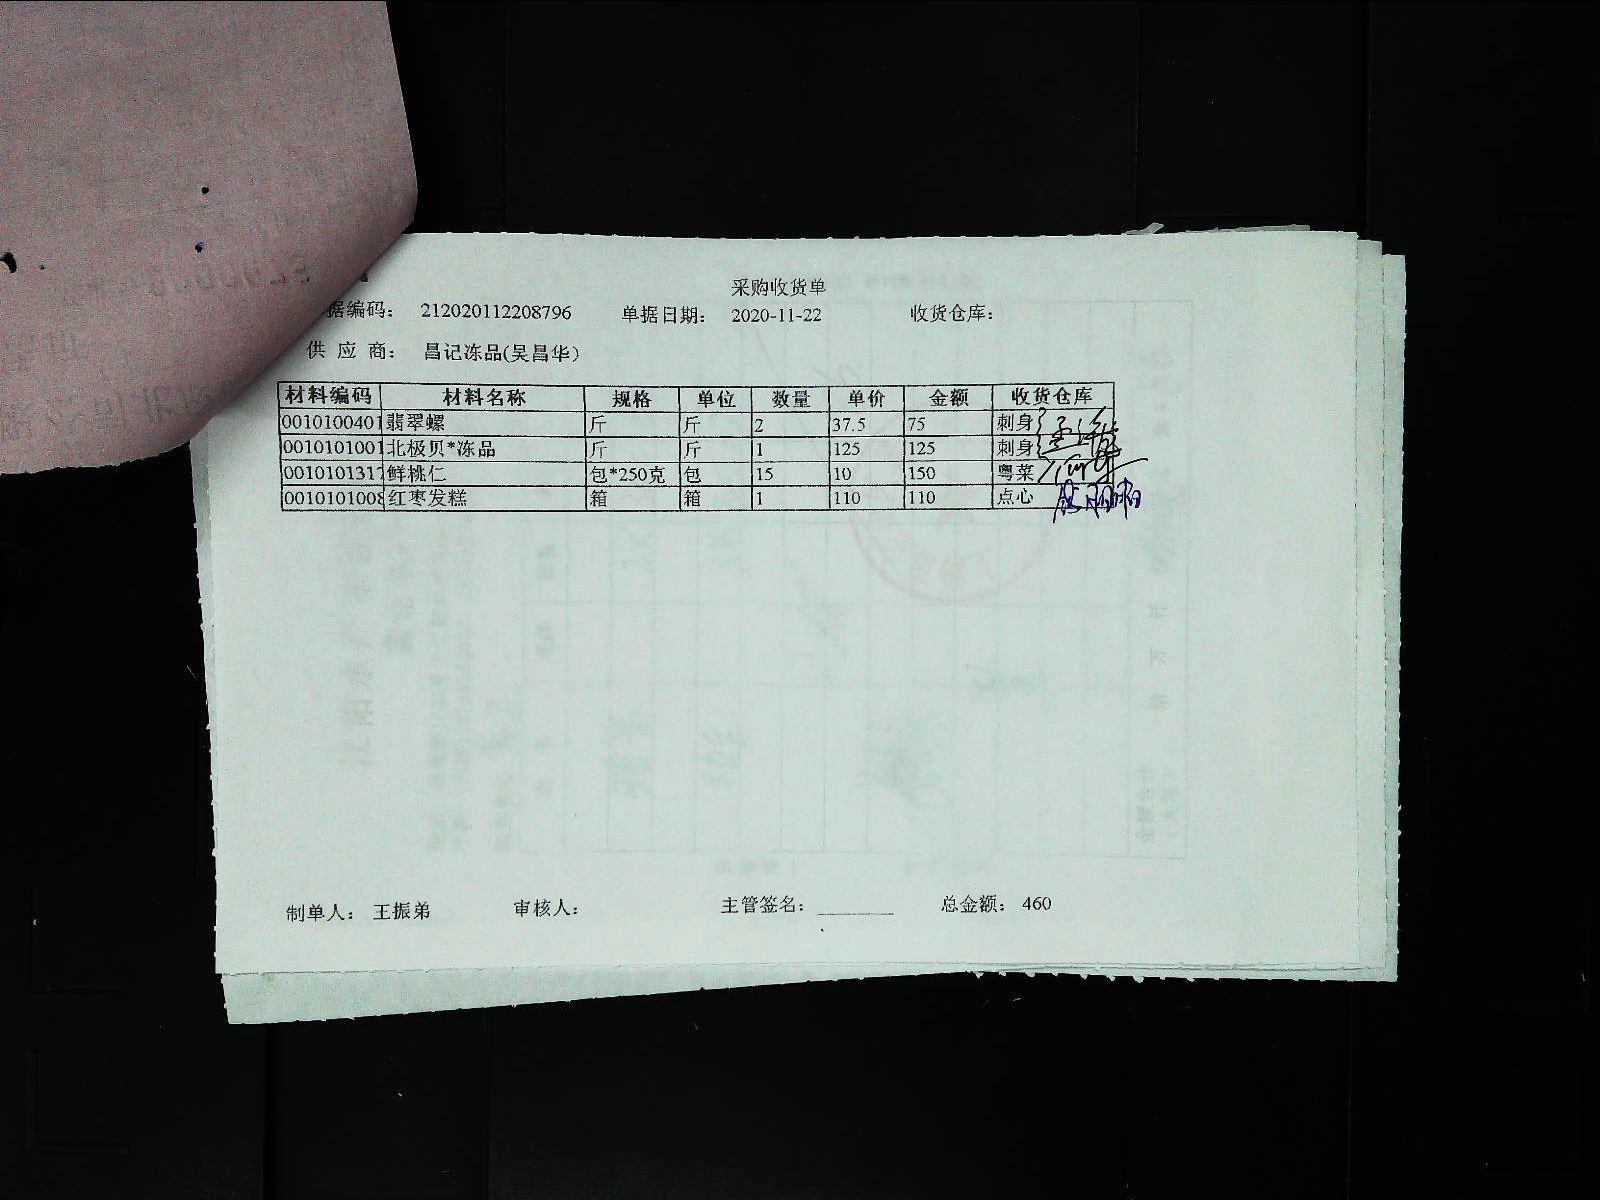 采购收货单
据编码： 212020112208796 单据日期： 2020-11-22 收货仓库：
供 应 商： 昌记冻品(吴昌华)
材料编码 材料名称 规格 单位 数量 单价 金额 收货仓库
0010100401 翡翠螺 斤 斤 2 37.5 75 刺身
0010101001 北极贝*冻品 斤 斤 1 125 125 刺身
0010101317 鲜桃仁 包*250克 包 15 10 150 粤菜
0010101008 红枣发糕 箱 箱 1 110 110 点心
制单人： 王振弟 审核人： 主管签名： 总金额： 460